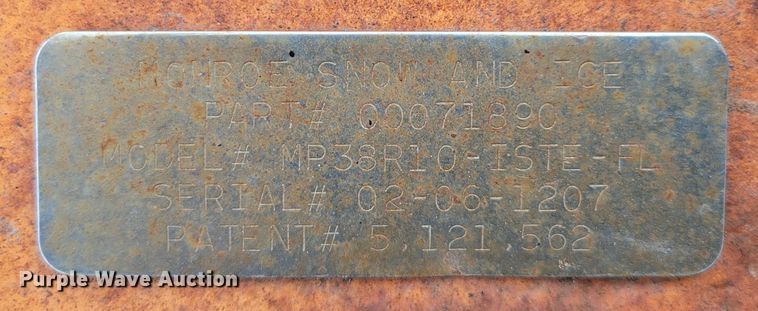 MONROE SNOW AND ICE
PART# 00071890
MODEL# MP38R10-ISTE-FL
SERIAL# 02-06-1207
PATENT# 5,121,562
Purple Wave Auction